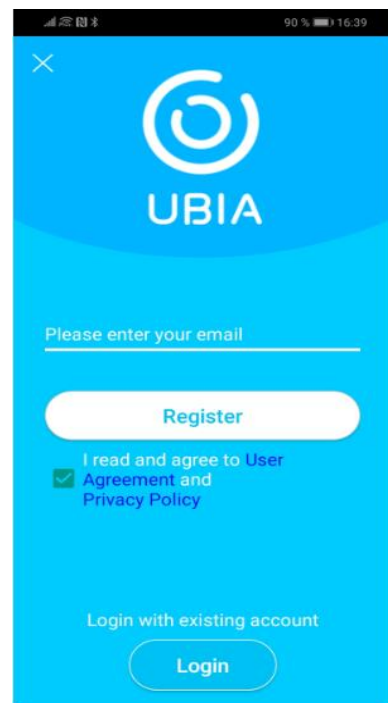 90 % 16:39
UBIA
Please enter your email
Register
I read and agree to User
Agreement and
Privacy Policy
Login with existing account
Login